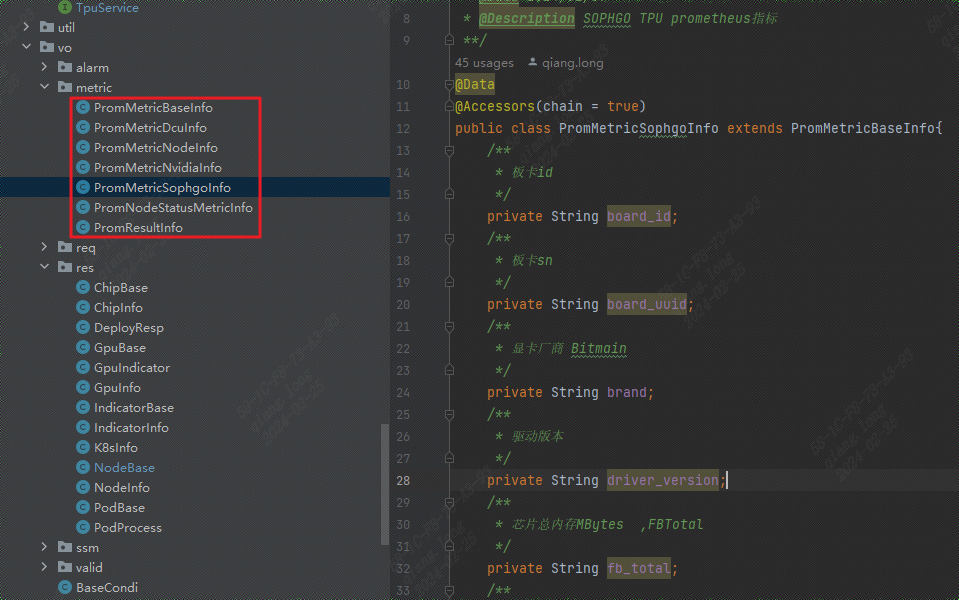 TpuService
util
vo
alarm
metric
PromMetricBaseInfo
PromMetricDcuInfo
PromMetricNodeInfo
PromMetricNvidiaInfo
PromMetricSophgoInfo
PromNodeStatusMetricInfo
PromResultInfo
req
res
ChipBase
ChipInfo
DeployResp
GpuBase
GpuIndicator
GpuInfo
IndicatorBase
IndicatorInfo
K8sInfo
NodeBase
NodeInfo
PodBase
PodProcess
ssm
valid
BaseCondi
8 * @Description SOPHGO TPU prometheus指标
9 **/
45 usages qiang.long
10 @Data
11 @Accessors(chain = true)
12 public class PromMetricSophgoInfo extends PromMetricBaseInfo{
13 /**
14 * 板卡id
15 */
16 private String board_id;
17 /**
18 * 板卡sn
19 */
20 private String board_uuid;
21 /**
22 * 显卡厂商 Bitmain
23 */
24 private String brand;
25 /**
26 * 驱动版本
27 */
28 private String driver_version;
29 /**
30 * 芯片总内存MBytes ,FBTotal
31 */
32 private String fb_total;
33 /**